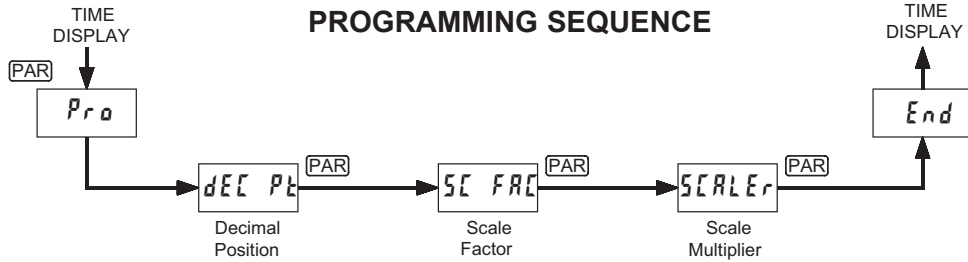 PROGRAMMING SEQUENCE
TIME
DISPLAY
PAR
Pro
dEC Pt
PAR
Decimal
Position
SC FAC
PAR
Scale
Factor
SCALEr
PAR
Scale
Multiplier
End
TIME
DISPLAY